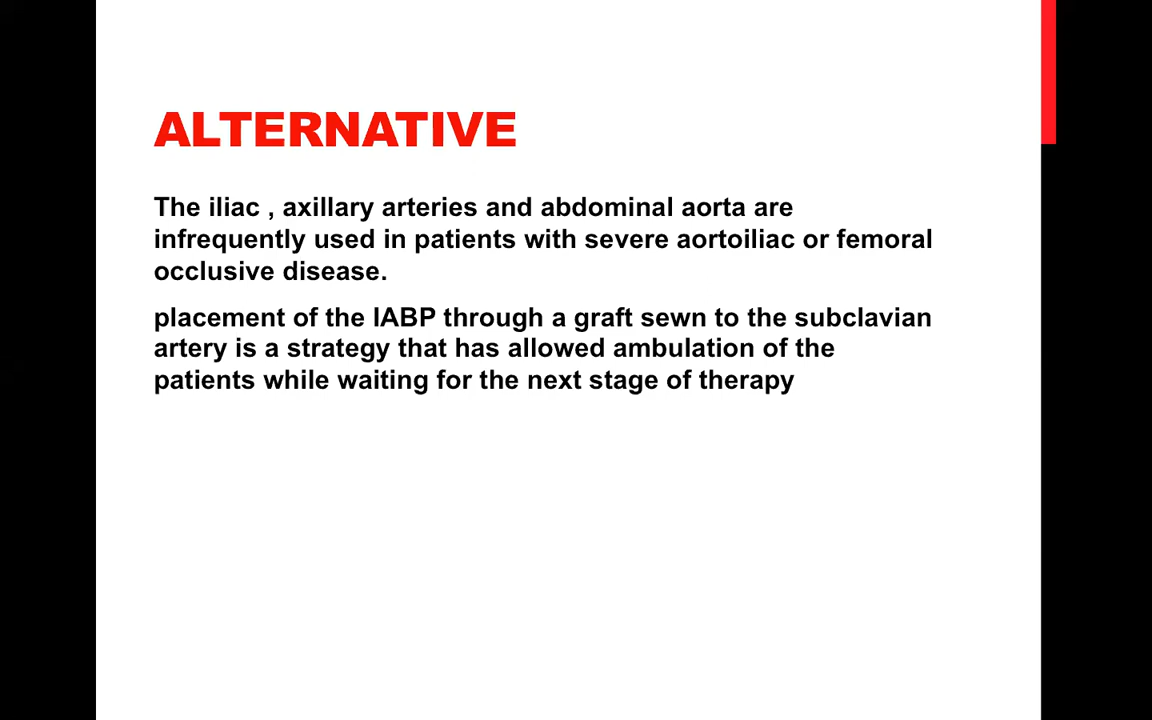 ALTERNATIVE
The iliac , axillary arteries and abdominal aorta are
infrequently used in patients with severe aortoiliac or femoral
occlusive disease.
placement of the IABP through a graft sewn to the subclavian
artery is a strategy that has allowed ambulation of the
patients while waiting for the next stage of therapy